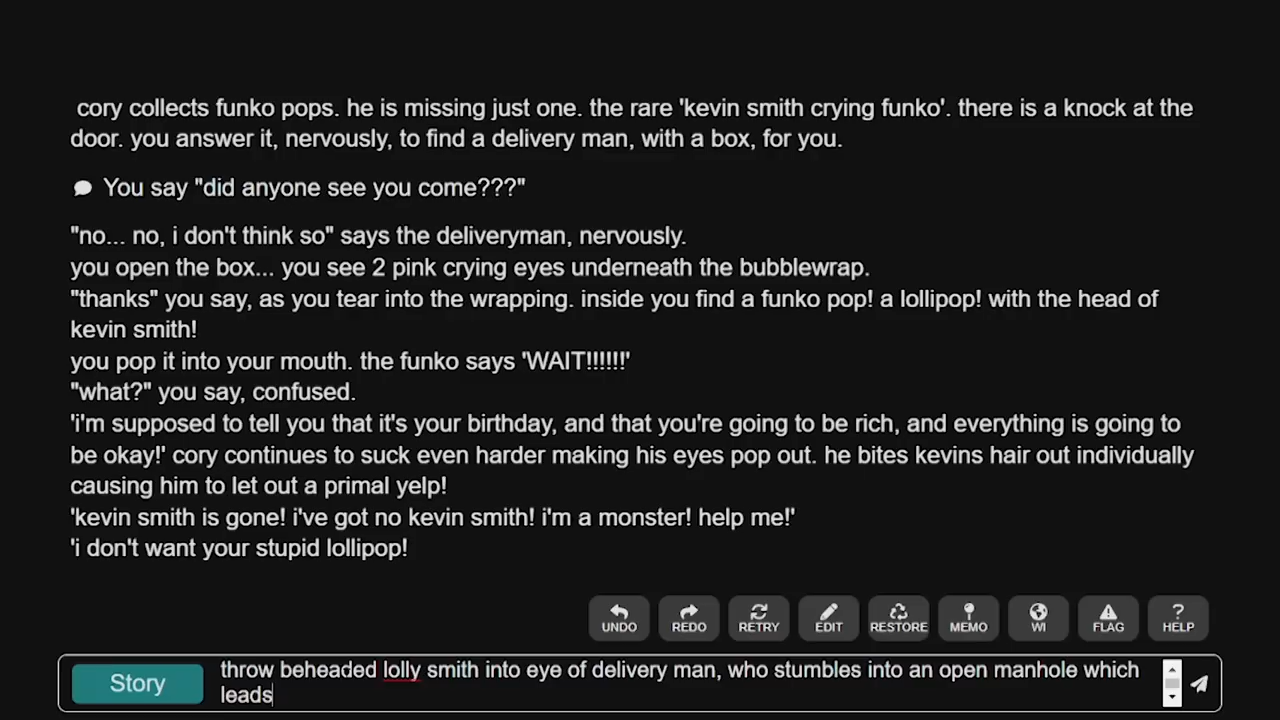 cory collects funko pops. he is missing just one. the rare 'kevin smith crying funko'. there is a knock at the
door. you answer it, nervously, to find a delivery man, with a box, for you.
You say "did anyone see you come???"
"no... no, i don't think so" says the deliveryman, nervously.
you open the box... you see 2 pink crying eyes underneath the bubblewrap.
"thanks" you say, as you tear into the wrapping. inside you find a funko pop! a lollipop! with the head of
kevin smith!
you pop it into your mouth. the funko says 'WAIT!!!!!!'
"what?" you say, confused.
'i'm supposed to tell you that it's your birthday, and that you're going to be rich, and everything is going to
be okay!' cory continues to suck even harder making his eyes pop out. he bites kevins hair out individually
causing him to let out a primal yelp!
'kevin smith is gone! i've got no kevin smith! i'm a monster! help me!'
'i don't want your stupid lollipop!
UNDO REDO RETRY EDIT RESTORE MEMO WI FLAG HELP
Story throw beheaded lolly smith into eye of delivery man, who stumbles into an open manhole which
leads